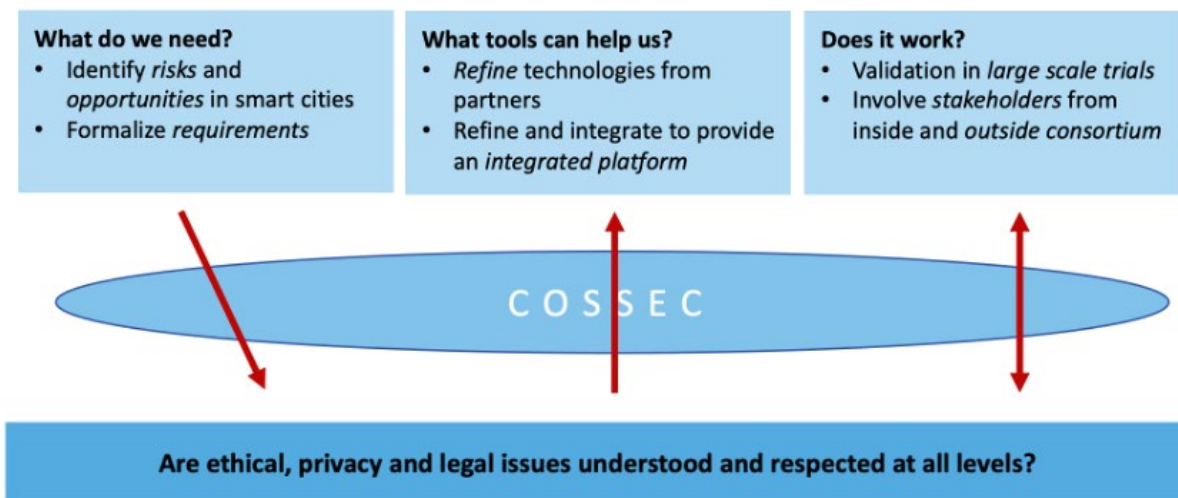 What do we need?
• Identify risks and
opportunities in smart cities
• Formalize requirements
What tools can help us?
• Refine technologies from
partners
• Refine and integrate to provide
an integrated platform
Does it work?
• Validation in large scale trials
• Involve stakeholders from
inside and outside consortium
COSSEC
Are ethical, privacy and legal issues understood and respected at all levels?